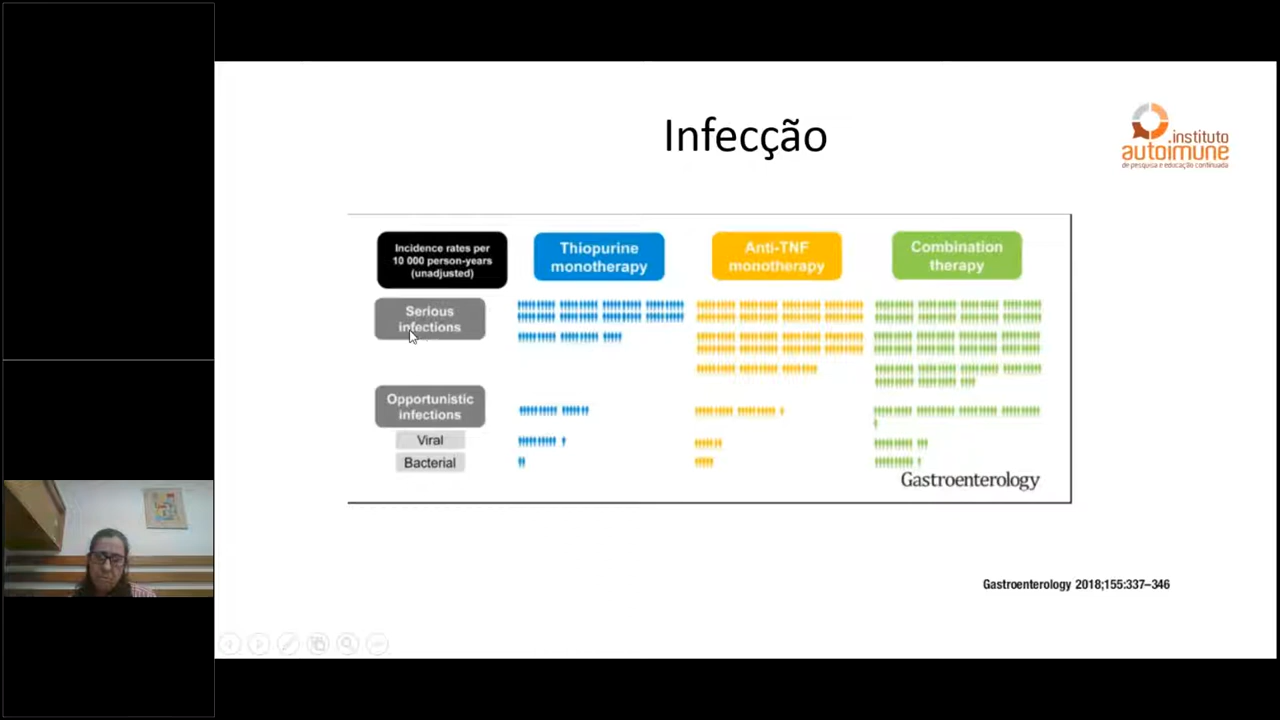 Infecção
.instituto
autoimune
de pesquisa e educação continuada
Incidence rates per
10 000 person-years
(unadjusted)
Thiopurine
monotherapy
Anti-TNF
monotherapy
Combination
therapy
Serious
infections
Opportunistic
infections
Viral
Bacterial
Gastroenterology
Gastroenterology 2018;155:337–346